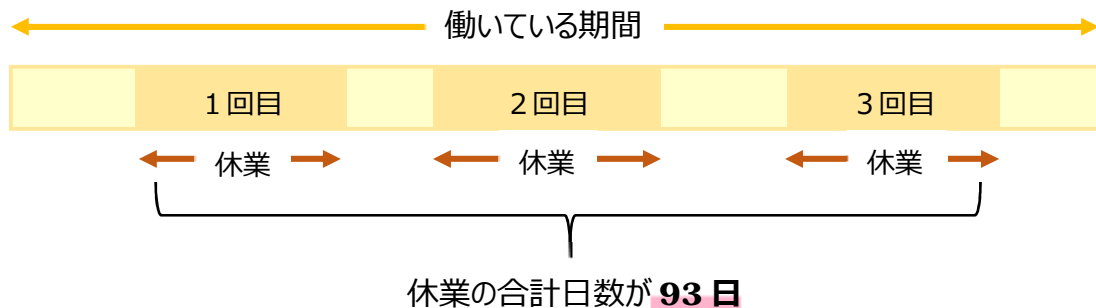 働いている期間
1回目 2回目 3回目
休業 休業 休業
休業の合計日数が 93 日